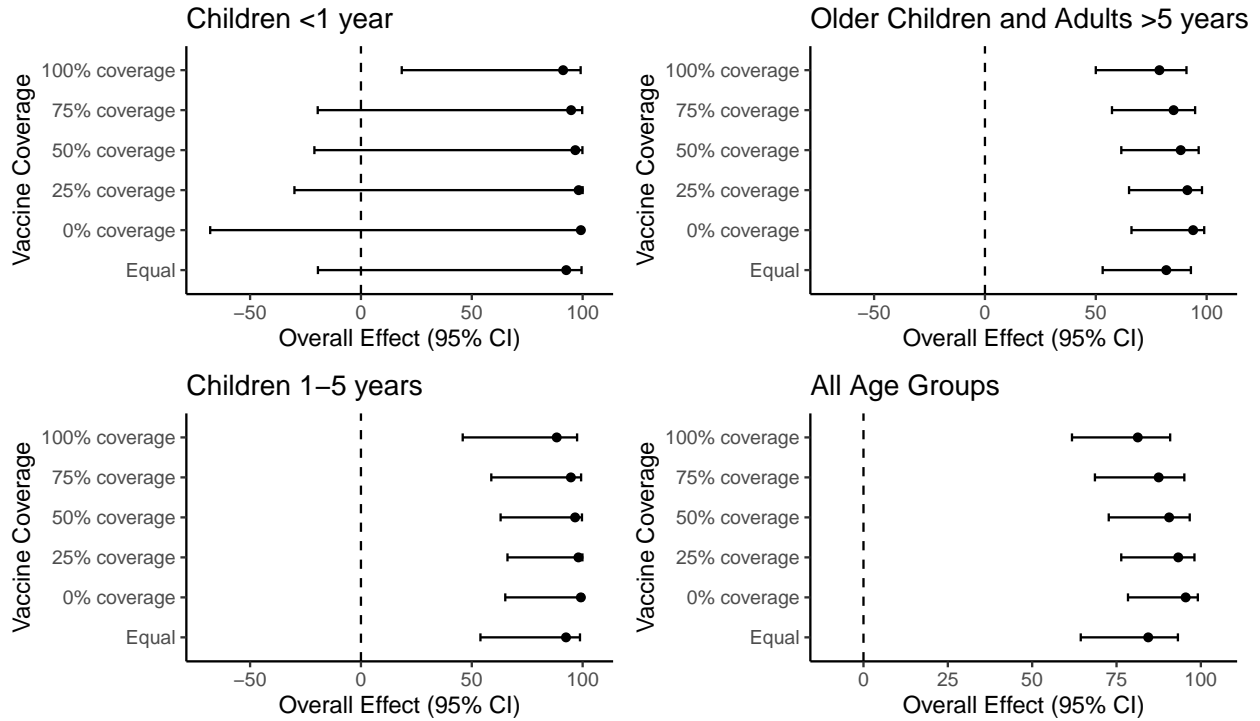 Children <1 year
Vaccine Coverage
100% coverage
75% coverage
50% coverage
25% coverage
0% coverage
Equal
−50 0 50 100
Overall Effect (95% CI)
Older Children and Adults >5 years
Vaccine Coverage
100% coverage
75% coverage
50% coverage
25% coverage
0% coverage
Equal
−50 0 50 100
Overall Effect (95% CI)
Children 1−5 years
Vaccine Coverage
100% coverage
75% coverage
50% coverage
25% coverage
0% coverage
Equal
−50 0 50 100
Overall Effect (95% CI)
All Age Groups
Vaccine Coverage
100% coverage
75% coverage
50% coverage
25% coverage
0% coverage
Equal
0 25 50 75 100
Overall Effect (95% CI)